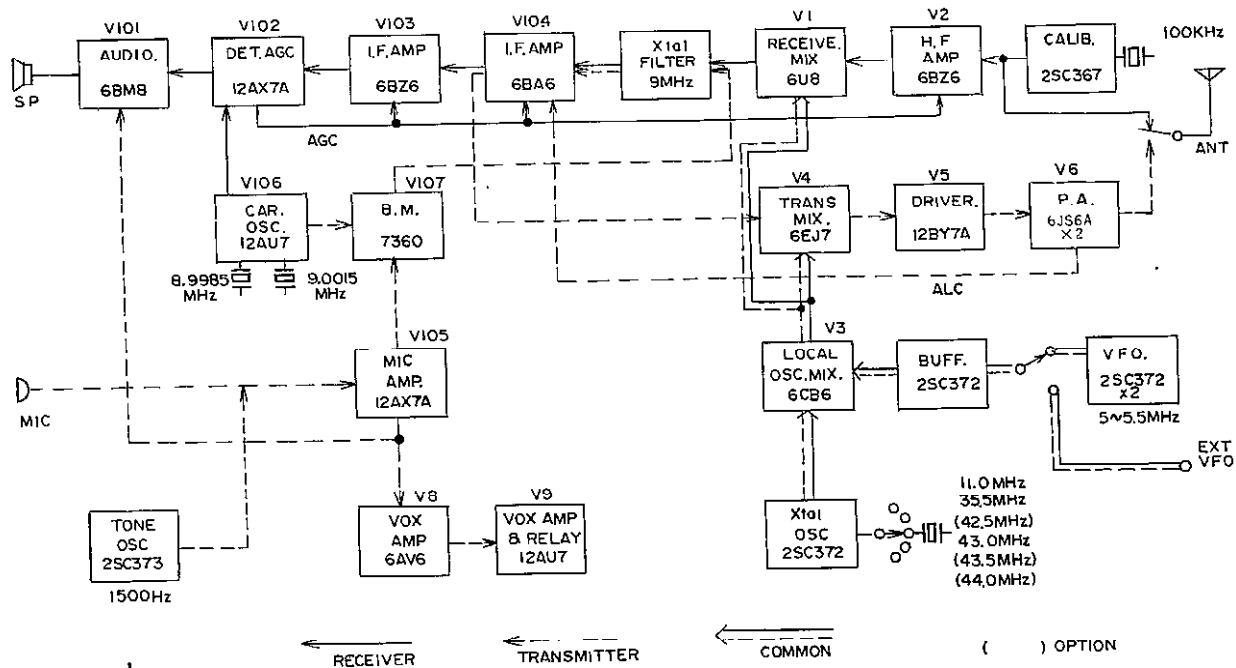 V101
AUDIO.
6BM8
SP
V102
DET.AGC
12AX7A
V103
I.F.AMP
6BZ6
V104
I.F.AMP
6BA6
Xtal
FILTER
9MHz
V1
RECEIVE.
MIX
6U8
V2
H.F
AMP
6BZ6
CALIB.
2SC367
100KHz
ANT
AGC
V106
CAR.
OSC.
12AU7
8.9985
MHz
9.0015
MHz
V107
B.M.
7360
V4
TRANS
MIX.
6EJ7
V5
DRIVER.
12BY7A
V6
P.A.
6JS6A
X2
ALC
V105
MIC
AMP.
12AX7A
MIC
V3
LOCAL
OSC.MIX.
6CB6
BUFF.
2SC372
VFO.
2SC372
X2
5~5.5MHz
EXT
VFO
TONE
OSC
2SC373
1500Hz
V8
VOX
AMP
6AV6
V9
VOX AMP
& RELAY
12AU7
Xtal
OSC
2SC372
11.0MHz
35.5MHz
(42.5MHz)
43.0MHz
(43.5MHz)
(44.0MHz)
RECEIVER
TRANSMITTER
COMMON
( ) OPTION